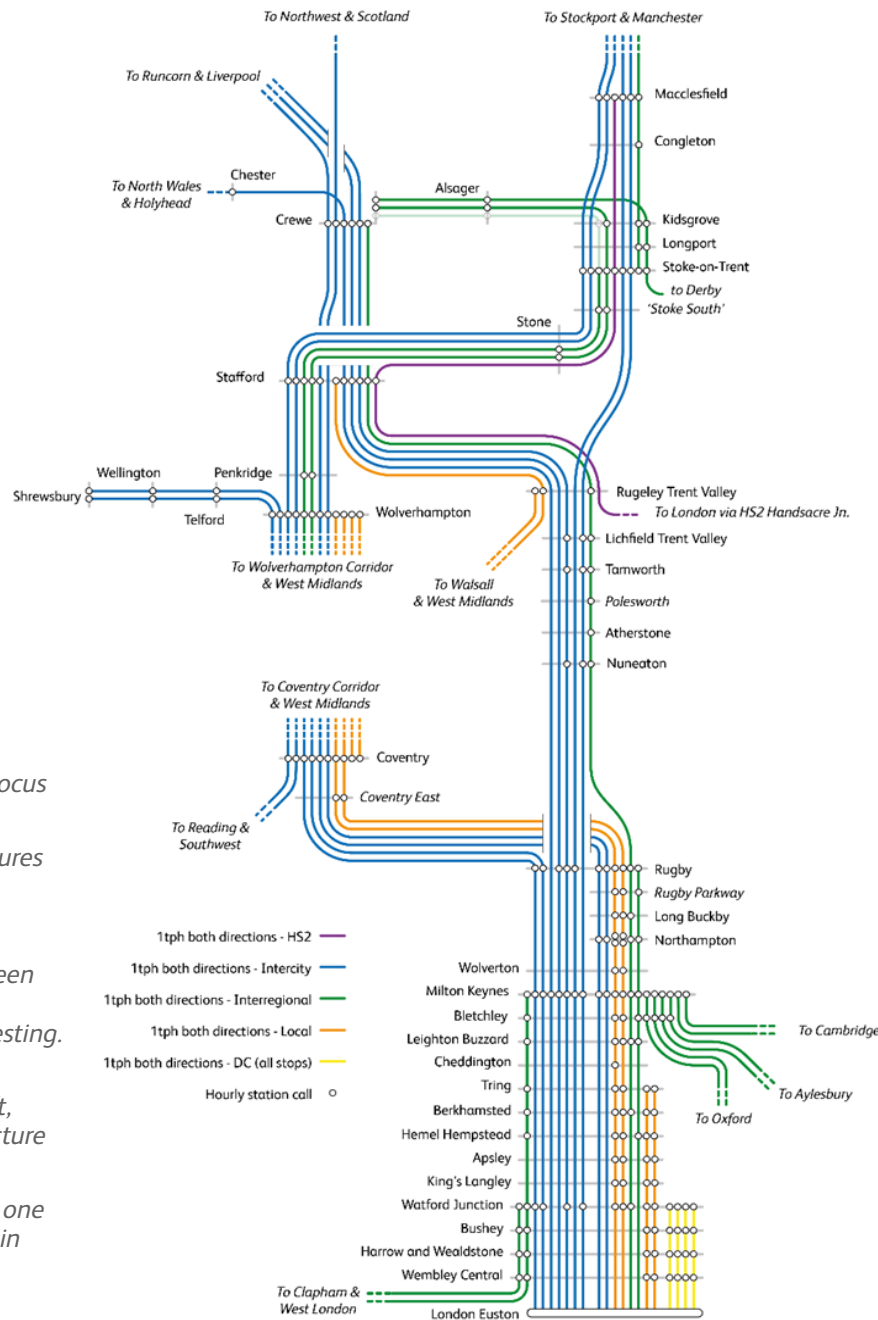 To Northwest & Scotland
To Stockport & Manchester
To Runcorn & Liverpool
Macclesfield
Congleton
Chester
Alsager
To North Wales
& Holyhead
Crewe
Kidsgrove
Longport
Stoke-on-Trent
to Derby
'Stoke South'
Stone
Stafford
Wellington
Penkridge
Rugeley Trent Valley
Shrewsbury
Telford
Wolverhampton
To London via HS2 Handsacre Jn.
Lichfield Trent Valley
To Wolverhampton Corridor
& West Midlands
To Walsall
& West Midlands
Tamworth
Polesworth
Atherstone
Nuneaton
To Coventry Corridor
& West Midlands
Coventry
ocus
Coventry East
To Reading &
Southwest
ures
Rugby
Rugby Parkway
Long Buckby
Northampton
1tph both directions - HS2
1tph both directions - Intercity
1tph both directions - Interregional
1tph both directions - Local
1tph both directions - DC (all stops)
Hourly station call
een
esting.
t,
cture
one
in
Wolverton
Milton Keynes
Bletchley
To Cambridge
Leighton Buzzard
Cheddington
Tring
To Aylesbury
Berkhamsted
To Oxford
Hemel Hempstead
Apsley
King's Langley
Watford Junction
Bushey
Harrow and Wealdstone
Wembley Central
To Clapham &
West London
London Euston